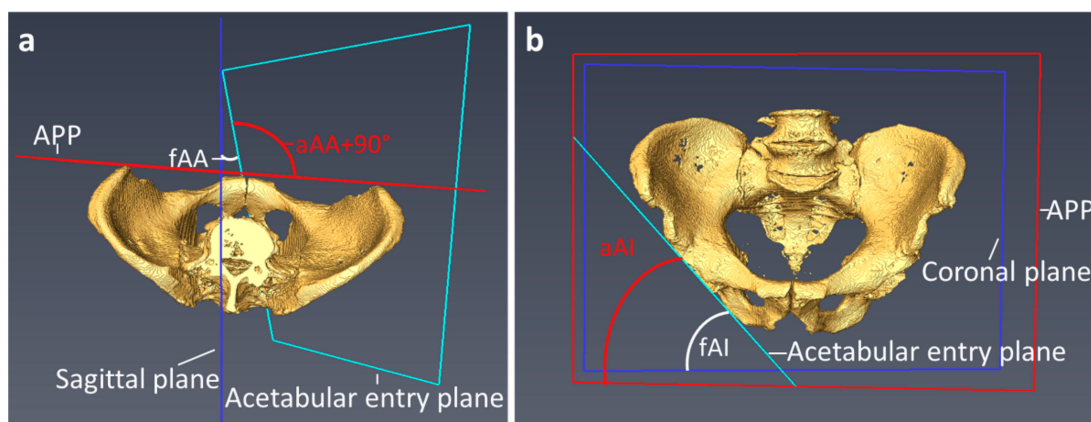 a
APP
fAA
aAA+90°
Sagittal plane
Acetabular entry plane
b
APP
aAI
Coronal plane
fAI
Acetabular entry plane